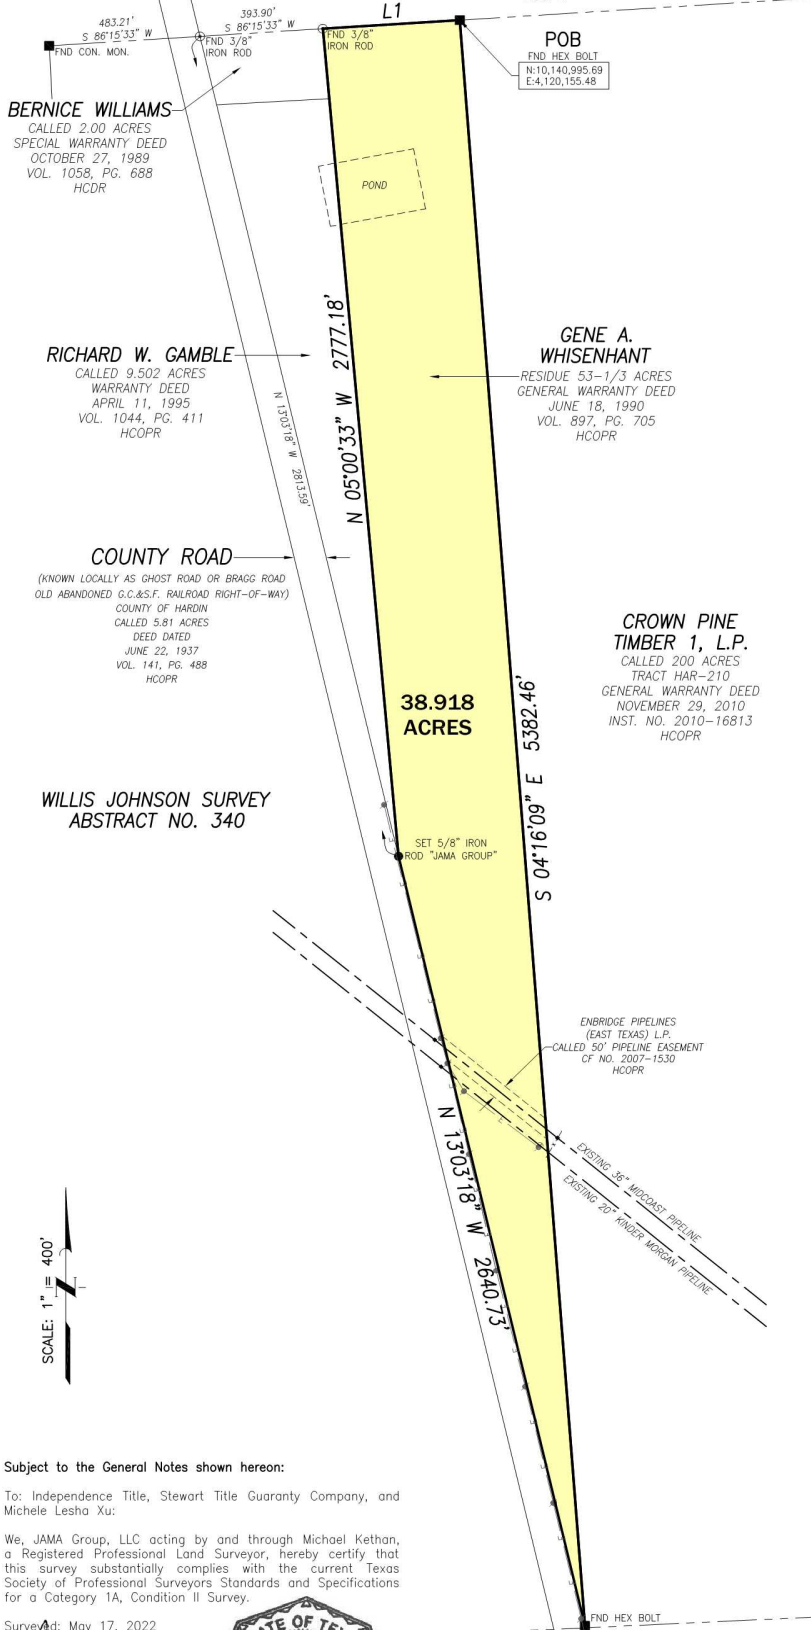 L1
483.21'
S 86°15'33" W
393.90'
S 86°15'33" W
FND CON. MON.
FND 3/8"
IRON ROD
FND 3/8"
IRON ROD
POB
FND HEX BOLT
N:10,140,995.69
E:4,120,155.48
BERNICE WILLIAMS
CALLED 2.00 ACRES
SPECIAL WARRANTY DEED
OCTOBER 27, 1989
VOL. 1058, PG. 688
HCDR
POND
N 05°00'33" W 2777.18'
RICHARD W. GAMBLE
CALLED 9.502 ACRES
WARRANTY DEED
APRIL 11, 1995
VOL. 1044, PG. 411
HCOPR
GENE A.
WHISENHANT
RESIDUE 53-1/3 ACRES
GENERAL WARRANTY DEED
JUNE 18, 1990
VOL. 897, PG. 705
HCOPR
N 13°03'18" W 2813.59'
COUNTY ROAD
(KNOWN LOCALLY AS GHOST ROAD OR BRAGG ROAD
OLD ABANDONED G.C.&S.F. RAILROAD RIGHT-OF-WAY)
COUNTY OF HARDIN
CALLED 5.81 ACRES
DEED DATED
JUNE 22, 1937
VOL. 141, PG. 488
HCOPR
CROWN PINE
TIMBER 1, L.P.
CALLED 200 ACRES
TRACT HAR-210
GENERAL WARRANTY DEED
NOVEMBER 29, 2010
INST. NO. 2010-16813
HCOPR
38.918
ACRES
S 04°16'09" E 5382.46'
WILLIS JOHNSON SURVEY
ABSTRACT NO. 340
SET 5/8" IRON
ROD "JAMA GROUP"
ENBRIDGE PIPELINES
(EAST TEXAS) L.P.
CALLED 50' PIPELINE EASEMENT
CF NO. 2007-1530
HCOPR
EXISTING 36" MIDCOAST PIPELINE
EXISTING 20" KINDER MORGAN PIPELINE
N 13°03'18" W 2640.73'
SCALE: 1" = 400'
Subject to the General Notes shown hereon:
To: Independence Title, Stewart Title Guaranty Company, and
Michele Lesha Xu:
We, JAMA Group, LLC acting by and through Michael Kethan,
a Registered Professional Land Surveyor, hereby certify that
this survey substantially complies with the current Texas
Society of Professional Surveyors Standards and Specifications
for a Category 1A, Condition II Survey.
Surveyed: May 17, 2022
FND HEX BOLT